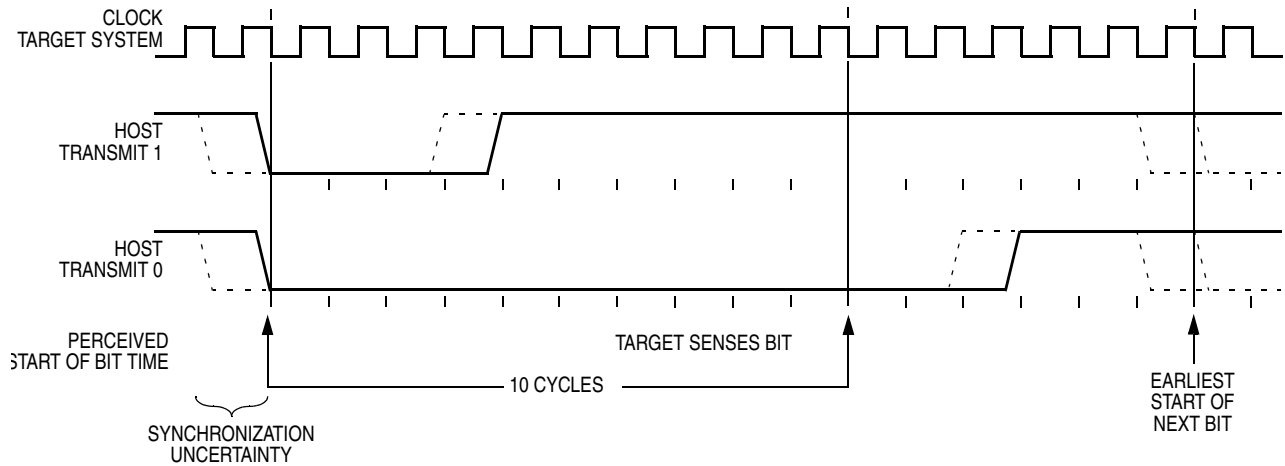 CLOCK
TARGET SYSTEM
HOST
TRANSMIT 1
HOST
TRANSMIT 0
PERCEIVED
START OF BIT TIME
TARGET SENSES BIT
10 CYCLES
EARLIEST
START OF
NEXT BIT
SYNCHRONIZATION
UNCERTAINTY